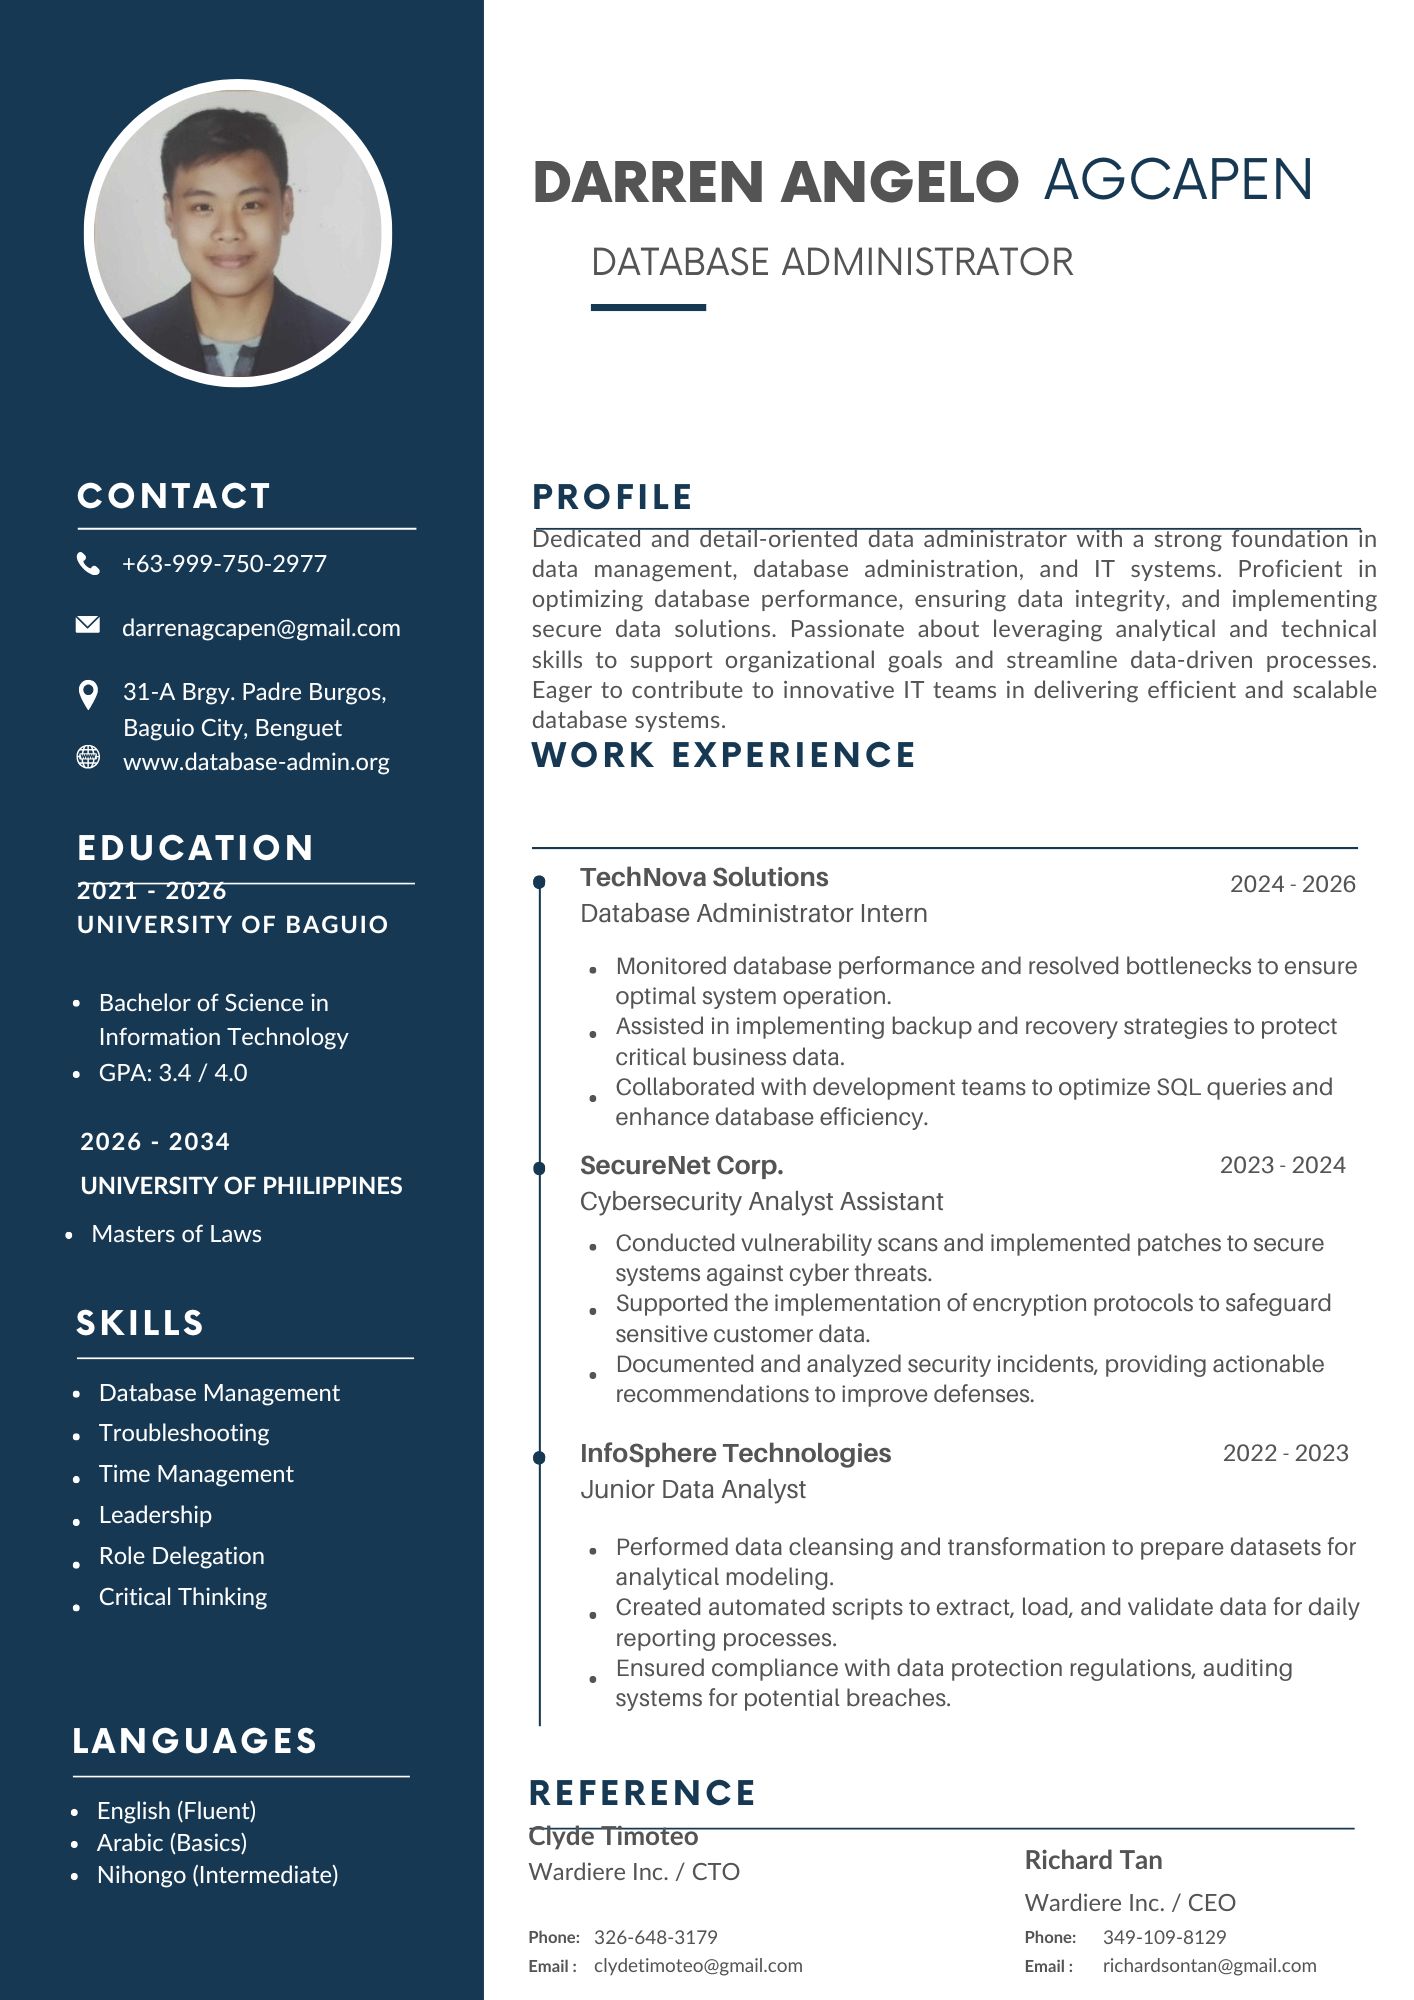 DARREN ANGELO AGCAPEN
DATABASE ADMINISTRATOR
CONTACT
+63-999-750-2977
darrenagcapen@gmail.com
31-A Brgy. Padre Burgos,
Baguio City, Benguet
www.database-admin.org
EDUCATION
2021 - 2026
UNIVERSITY OF BAGUIO
• Bachelor of Science in
Information Technology
• GPA: 3.4 / 4.0
2026 - 2034
UNIVERSITY OF PHILIPPINES
• Masters of Laws
SKILLS
• Database Management
• Troubleshooting
• Time Management
• Leadership
• Role Delegation
• Critical Thinking
LANGUAGES
• English (Fluent)
• Arabic (Basics)
• Nihongo (Intermediate)
PROFILE
Dedicated and detail-oriented data administrator with a strong foundation in
data management, database administration, and IT systems. Proficient in
optimizing database performance, ensuring data integrity, and implementing
secure data solutions. Passionate about leveraging analytical and technical
skills to support organizational goals and streamline data-driven processes.
Eager to contribute to innovative IT teams in delivering efficient and scalable
database systems.
WORK EXPERIENCE
TechNova Solutions 2024 - 2026
Database Administrator Intern
• Monitored database performance and resolved bottlenecks to ensure
optimal system operation.
• Assisted in implementing backup and recovery strategies to protect
critical business data.
• Collaborated with development teams to optimize SQL queries and
enhance database efficiency.
SecureNet Corp. 2023 - 2024
Cybersecurity Analyst Assistant
• Conducted vulnerability scans and implemented patches to secure
systems against cyber threats.
• Supported the implementation of encryption protocols to safeguard
sensitive customer data.
• Documented and analyzed security incidents, providing actionable
recommendations to improve defenses.
InfoSphere Technologies 2022 - 2023
Junior Data Analyst
• Performed data cleansing and transformation to prepare datasets for
analytical modeling.
• Created automated scripts to extract, load, and validate data for daily
reporting processes.
• Ensured compliance with data protection regulations, auditing
systems for potential breaches.
REFERENCE
Clyde Timoteo
Wardiere Inc. / CTO
Phone: 326-648-3179
Email : clydetimoteo@gmail.com
Richard Tan
Wardiere Inc. / CEO
Phone: 349-109-8129
Email : richardsontan@gmail.com